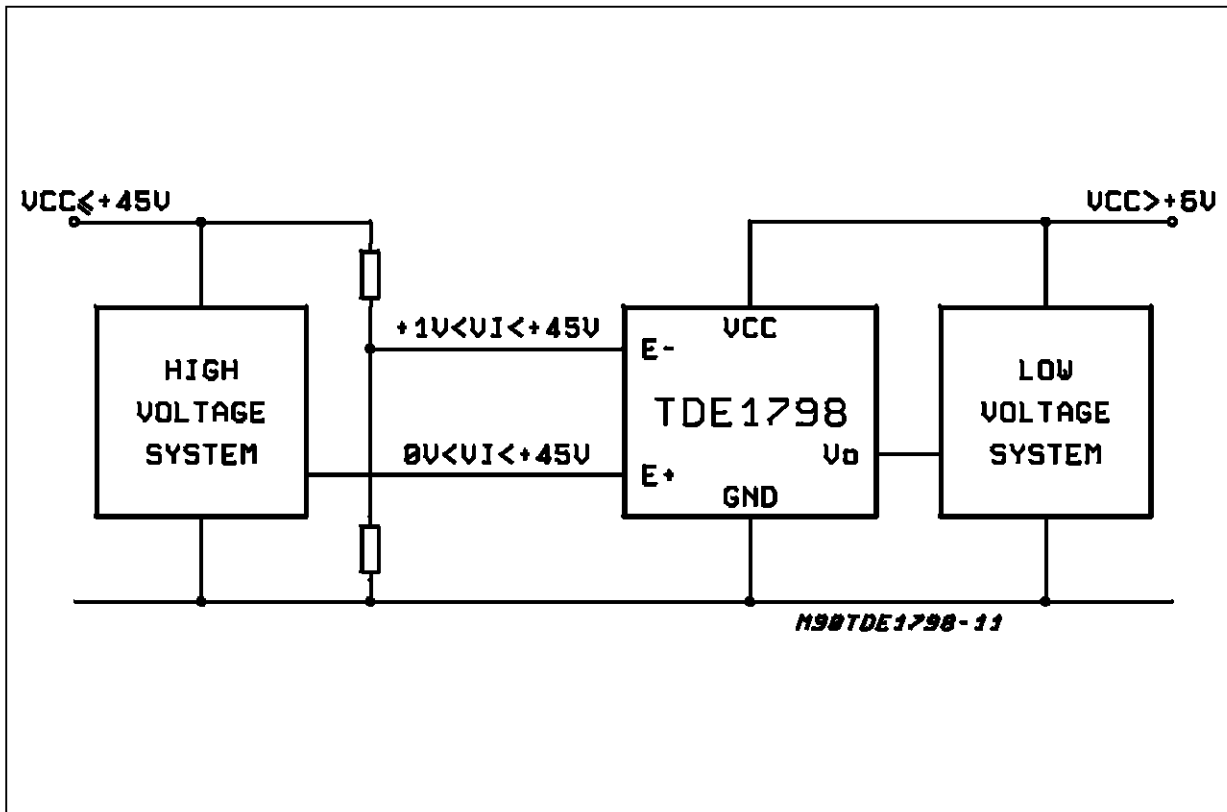 VCC≤+45V
VCC>+6V
+1V<VI<+45V
VCC
E-
HIGH
VOLTAGE
SYSTEM
TDE1798
LOW
VOLTAGE
SYSTEM
0V<VI<+45V
Vo
E+
GND
M90TDE1798-11